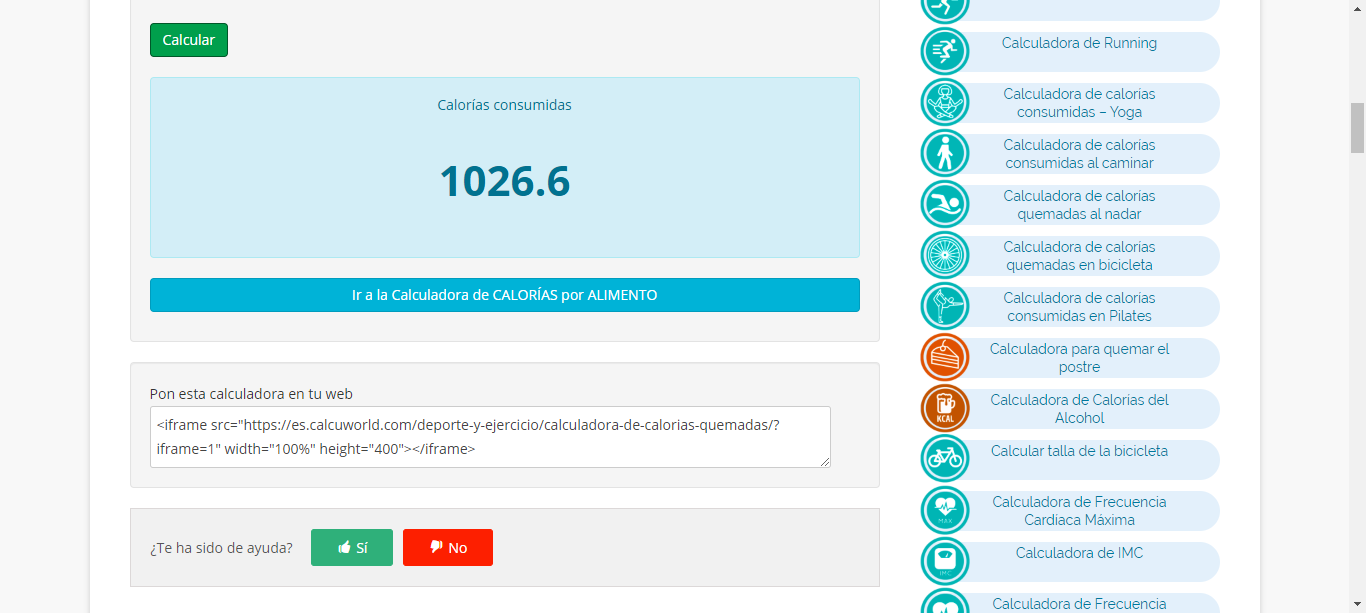 Calcular
Calorías consumidas
1026.6
Ir a la Calculadora de CALORÍAS por ALIMENTO
Pon esta calculadora en tu web
<iframe src="https://es.calcuworld.com/deporte-y-ejercicio/calculadora-de-calorias-quemadas/?
iframe=1" width="100%" height="400"></iframe>
¿Te ha sido de ayuda?
Sí
No
Calculadora de Running
Calculadora de calorías
consumidas – Yoga
Calculadora de calorías
consumidas al caminar
Calculadora de calorías
quemadas al nadar
Calculadora de calorías
quemadas en bicicleta
Calculadora de calorías
consumidas en Pilates
Calculadora para quemar el
postre
KCAL
Calculadora de Calorias del
Alcohol
Calcular talla de la bicicleta
MAX
Calculadora de Frecuencia
Cardiaca Máxima
IMC
Calculadora de IMC
Calculadora de Frecuencia